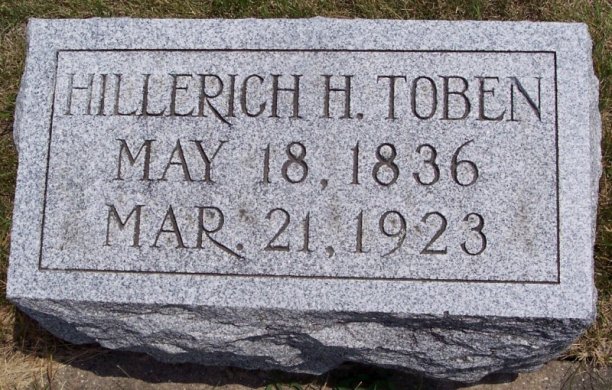 HILLERICH H. TOBEN
MAY 18, 1836
MAR. 21, 1923